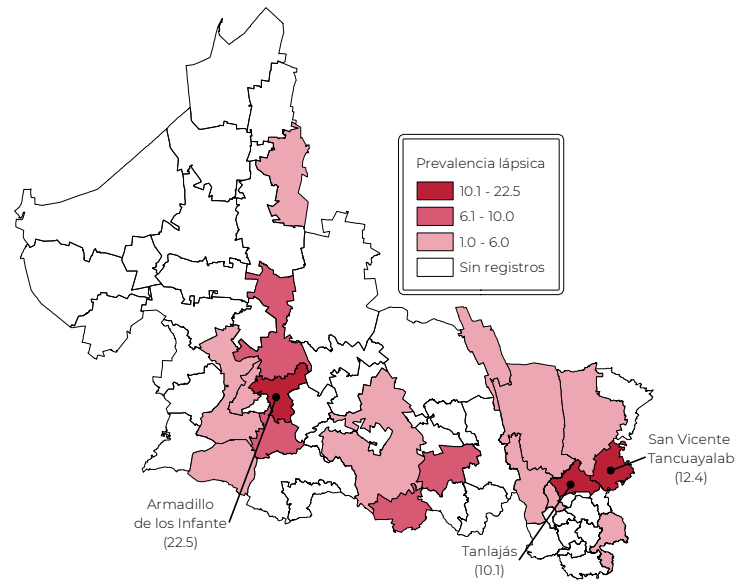 Prevalencia lápsica
10.1 - 22.5
6.1 - 10.0
1.0 - 6.0
Sin registros
San Vicente
Tancuayalab
(12.4)
Armadillo
de los Infante
(22.5)
Tanlajás
(10.1)